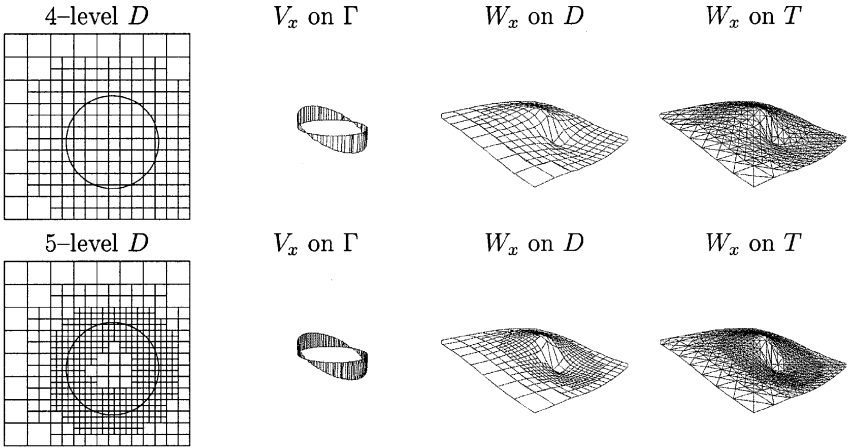 4–level D
V_x on Γ
W_x on D
W_x on T
5–level D
V_x on Γ
W_x on D
W_x on T